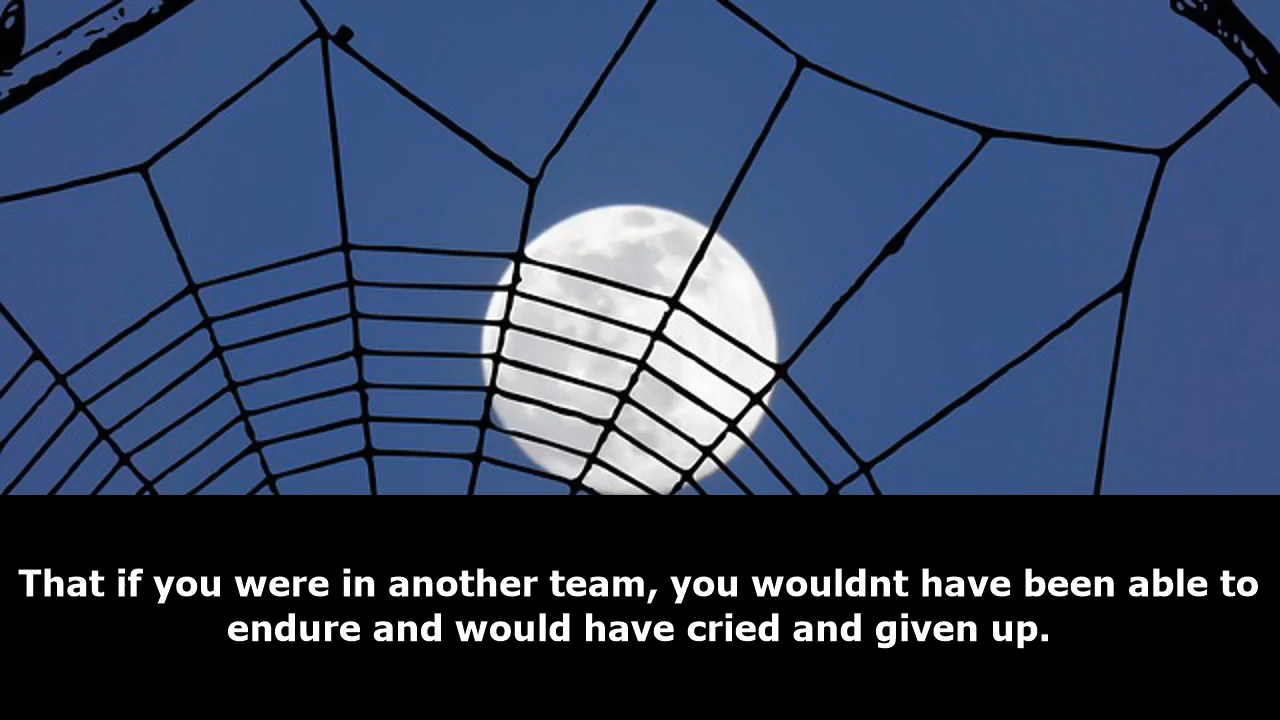 That if you were in another team, you wouldnt have been able to
endure and would have cried and given up.